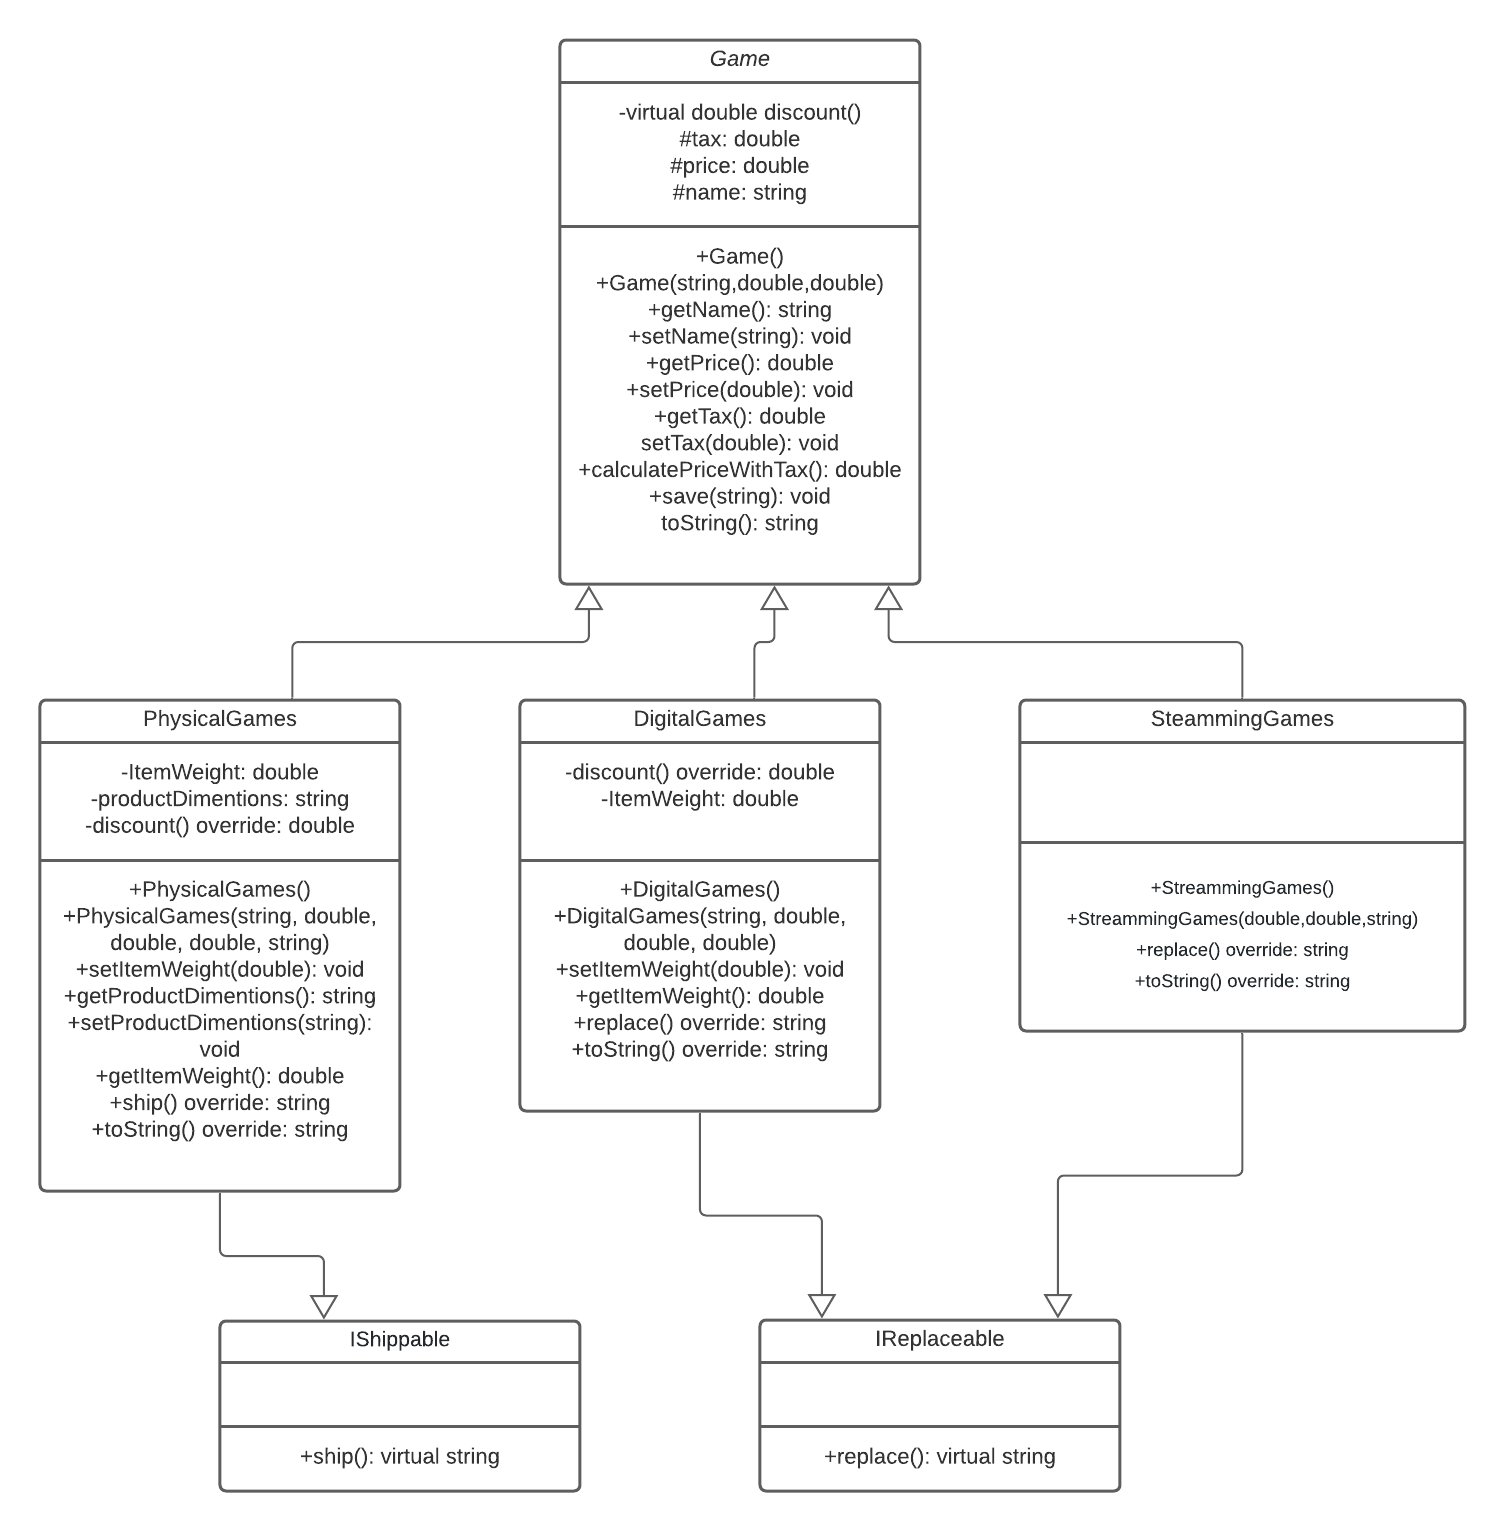 Game
-virtual double discount()
#tax: double
#price: double
#name: string
+Game()
+Game(string,double,double)
+getName(): string
+setName(string): void
+getPrice(): double
+setPrice(double): void
+getTax(): double
setTax(double): void
+calculatePriceWithTax(): double
+save(string): void
toString(): string
PhysicalGames
-ItemWeight: double
-productDimentions: string
-discount() override: double
+PhysicalGames()
+PhysicalGames(string, double,
double, double, string)
+setItemWeight(double): void
+getProductDimentions(): string
+setProductDimentions(string):
void
+getItemWeight(): double
+ship() override: string
+toString() override: string
DigitalGames
-discount() override: double
-ItemWeight: double
+DigitalGames()
+DigitalGames(string, double,
double, double)
+setItemWeight(double): void
+getItemWeight(): double
+replace() override: string
+toString() override: string
SteammingGames
+StreammingGames()
+StreammingGames(double,double,string)
+replace() override: string
+toString() override: string
IShippable
+ship(): virtual string
IReplaceable
+replace(): virtual string